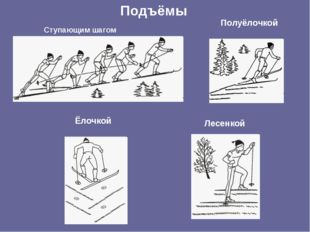 Подъёмы
Ступающим шагом
Полуёлочкой
Ёлочкой
Лесенкой